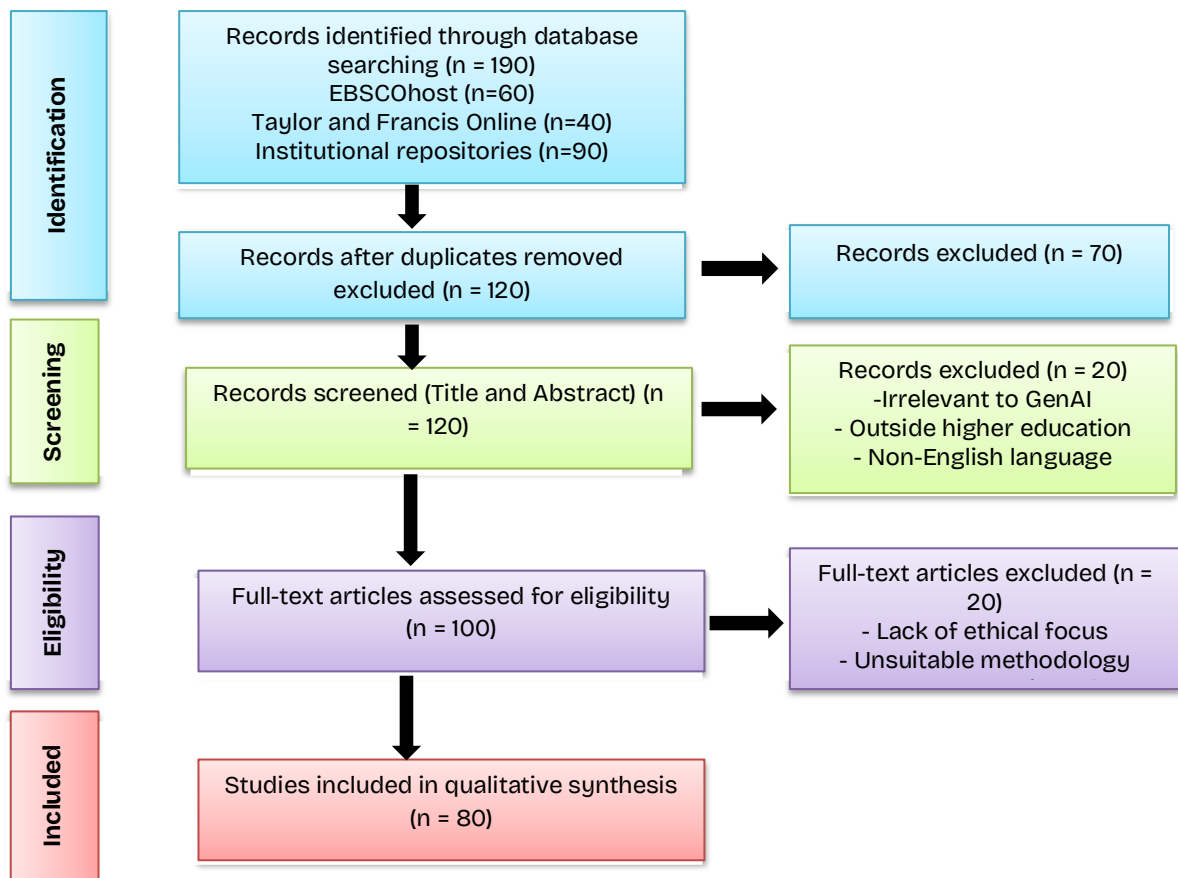 Identification
Records identified through database
searching (n = 190)
EBSCOhost (n=60)
Taylor and Francis Online (n=40)
Institutional repositories (n=90)
Records after duplicates removed
excluded (n = 120)
Records excluded (n = 70)
Screening
Records screened (Title and Abstract) (n
= 120)
Records excluded (n = 20)
-Irrelevant to GenAI
- Outside higher education
- Non-English language
Eligibility
Full-text articles assessed for eligibility
(n = 100)
Full-text articles excluded (n =
20)
- Lack of ethical focus
- Unsuitable methodology
Included
Studies included in qualitative synthesis
(n = 80)